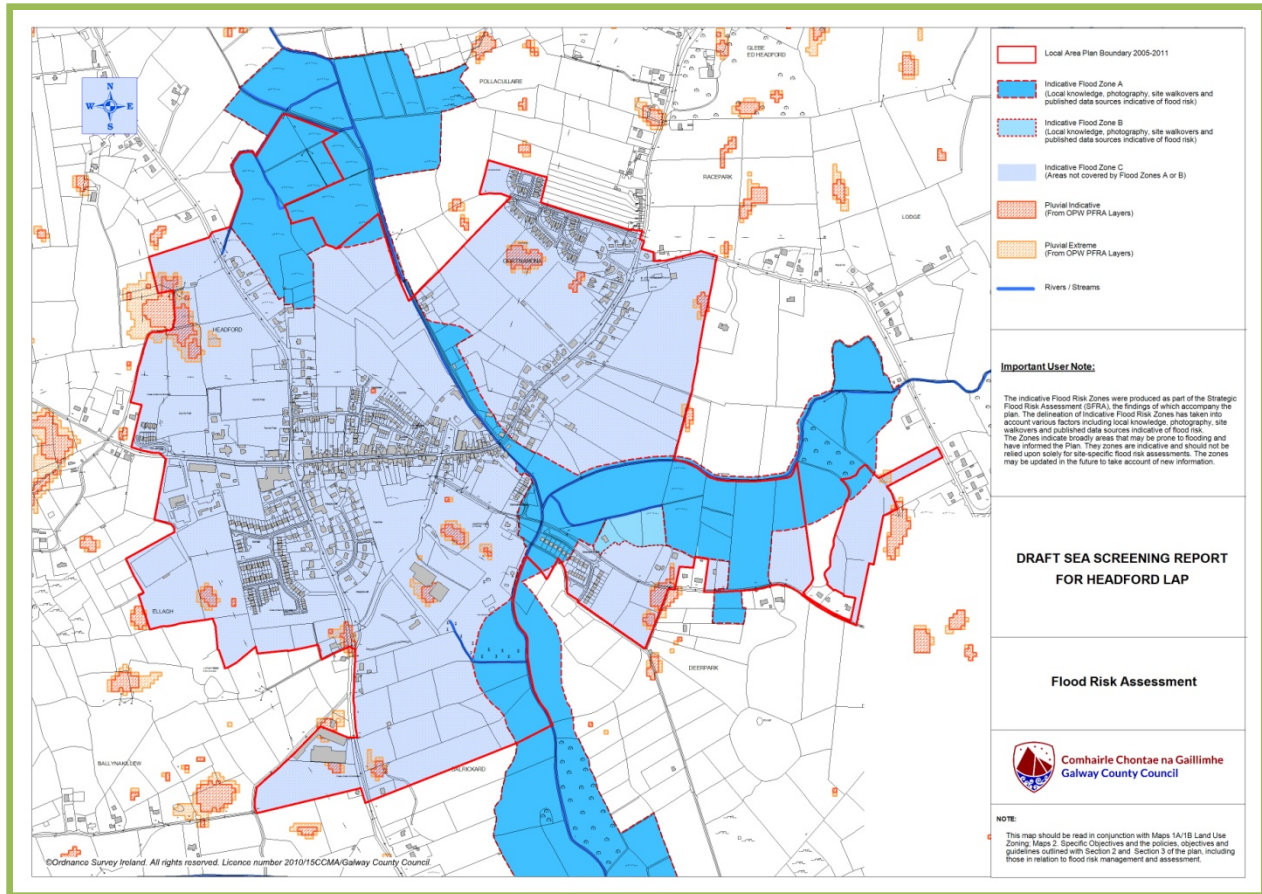 N
W E
S
POLLACULLAIRE
GLEBE
ED HEADFORD
RACEPARK
LODGE
GORTNAMONA
HEADFORD
ELLAGH
DEERPARK
BALLYNAKILLEW
BALRICKARD
©Ordnance Survey Ireland. All rights reserved. Licence number 2010/15CCMA/Galway County Council.
Local Area Plan Boundary 2005-2011
Indicative Flood Zone A
(Local knowledge, photography, site walkovers and
published data sources indicative of flood risk)
Indicative Flood Zone B
(Local knowledge, photography, site walkovers and
published data sources indicative of flood risk)
Indicative Flood Zone C
(Areas not covered by Flood Zones A or B)
Pluvial Indicative
(From OPW PFRA Layers)
Pluvial Extreme
(From OPW PFRA Layers)
Rivers / Streams
Important User Note:
The indicative Flood Risk Zones were produced as part of the Strategic
Flood Risk Assessment (SFRA), the findings of which accompany the
plan. The delineation of Indicative Flood Risk Zones has taken into
account various factors including local knowledge, photography, site
walkovers and published data sources indicative of flood risk.
The Zones indicate broadly areas that may be prone to flooding and
have informed the Plan. They zones are indicative and should not be
relied upon solely for site-specific flood risk assessments. The zones
may be updated in the future to take account of new information.
DRAFT SEA SCREENING REPORT
FOR HEADFORD LAP
Flood Risk Assessment
Comhairle Chontae na Gaillimhe
Galway County Council
NOTE:
This map should be read in conjunction with Maps 1A/1B Land Use
Zoning; Maps 2. Specific Objectives and the policies, objectives and
guidelines outlined with Section 2 and Section 3 of the plan, including
those in relation to flood risk management and assessment.